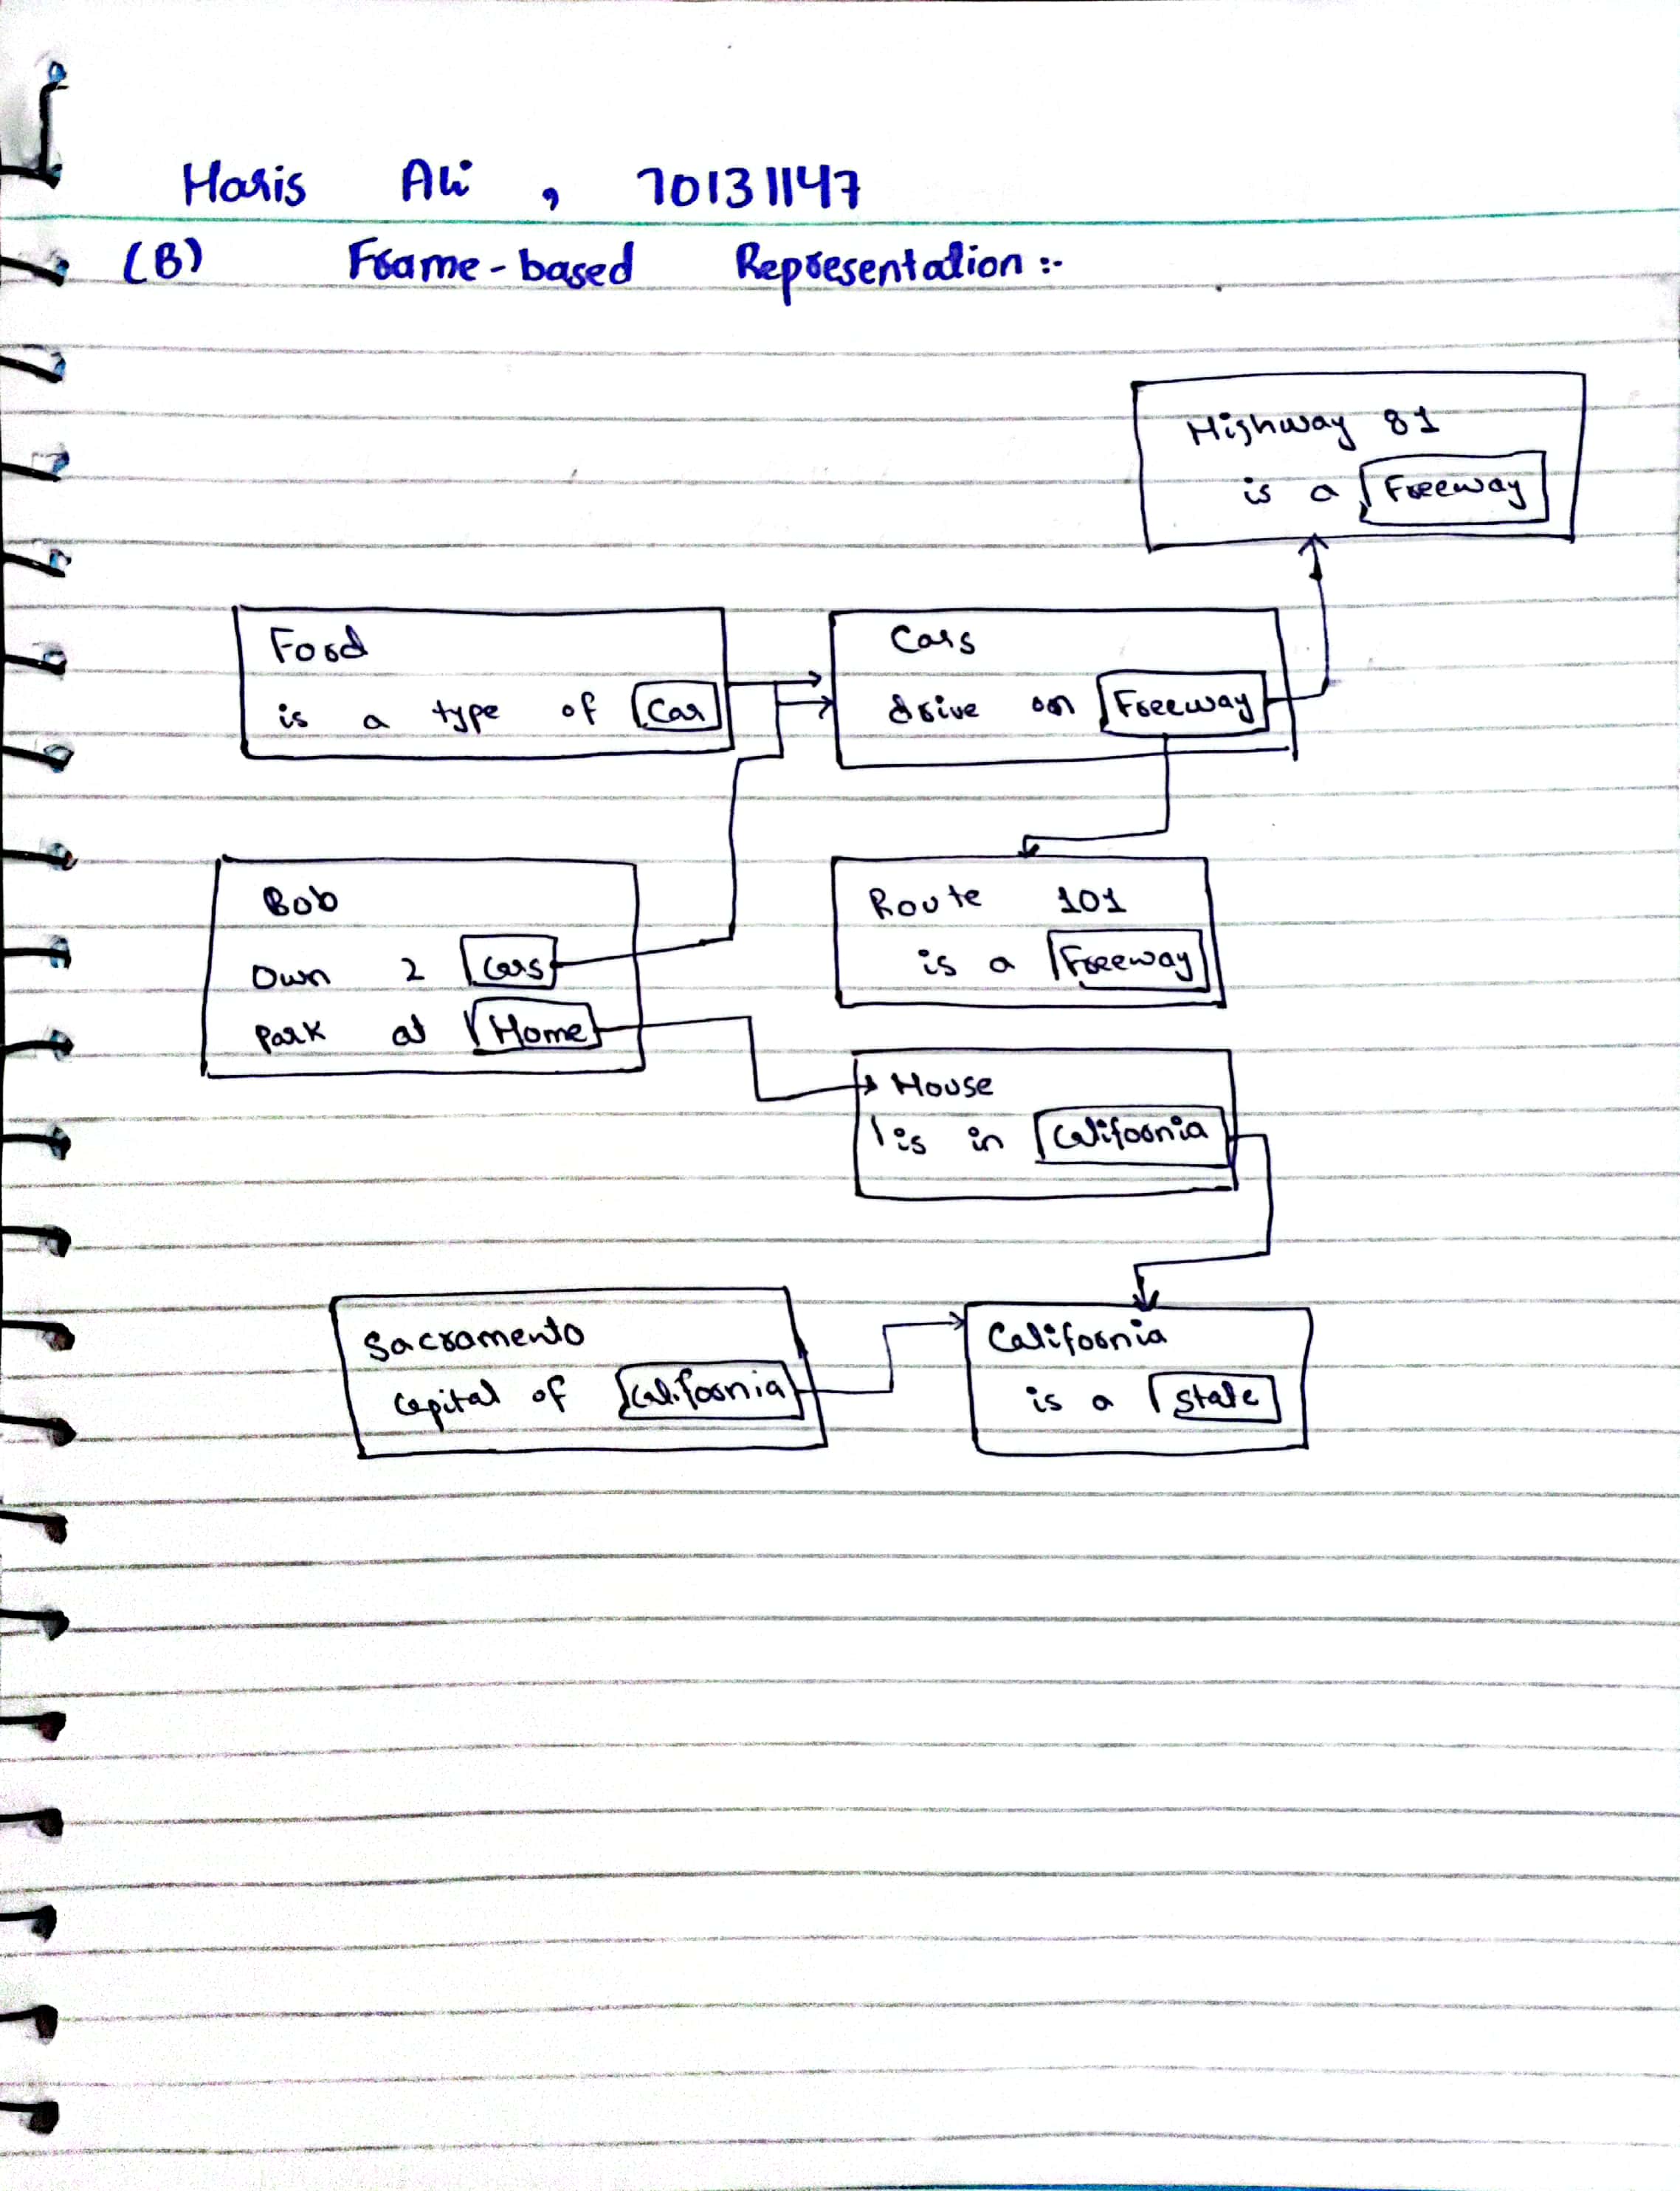 Haris Ali , 70131147
(B) Frame-based Representation :-
Highway 81
is a Freeway
Ford
is a type of Car
Cars
drive on Freeway
Bob
Own 2 Cars
Park at Home
Route 101
is a Freeway
House
is in California
Sacramento
Capital of California
California
is a State